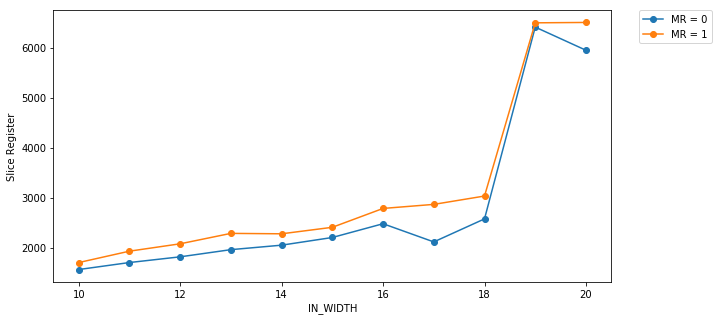 MR = 0
MR = 1
6000
5000
4000
3000
2000
Slice Register
10 12 14 16 18 20
IN_WIDTH